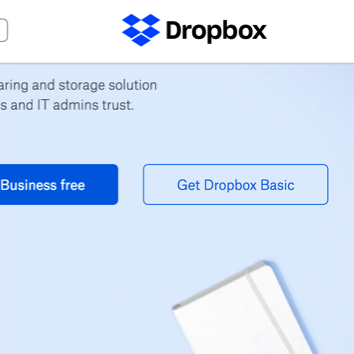 Dropbox
aring and storage solution
s and IT admins trust.
Business free
Get Dropbox Basic